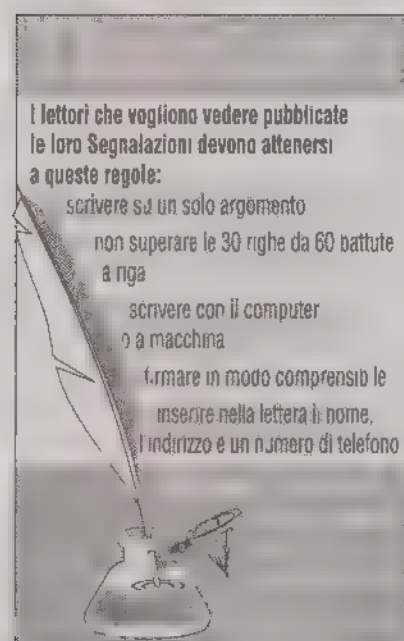 I lettori che vogliono vedere pubblicate
le loro Segnalazioni devono attenersi
a queste regole:
scrivere su un solo argomento
non superare le 30 righe da 60 battute
a riga
scrivere con il computer
o a macchina
firmare in modo comprensibile
inserire nella lettera il nome,
l'indirizzo e un numero di telefono